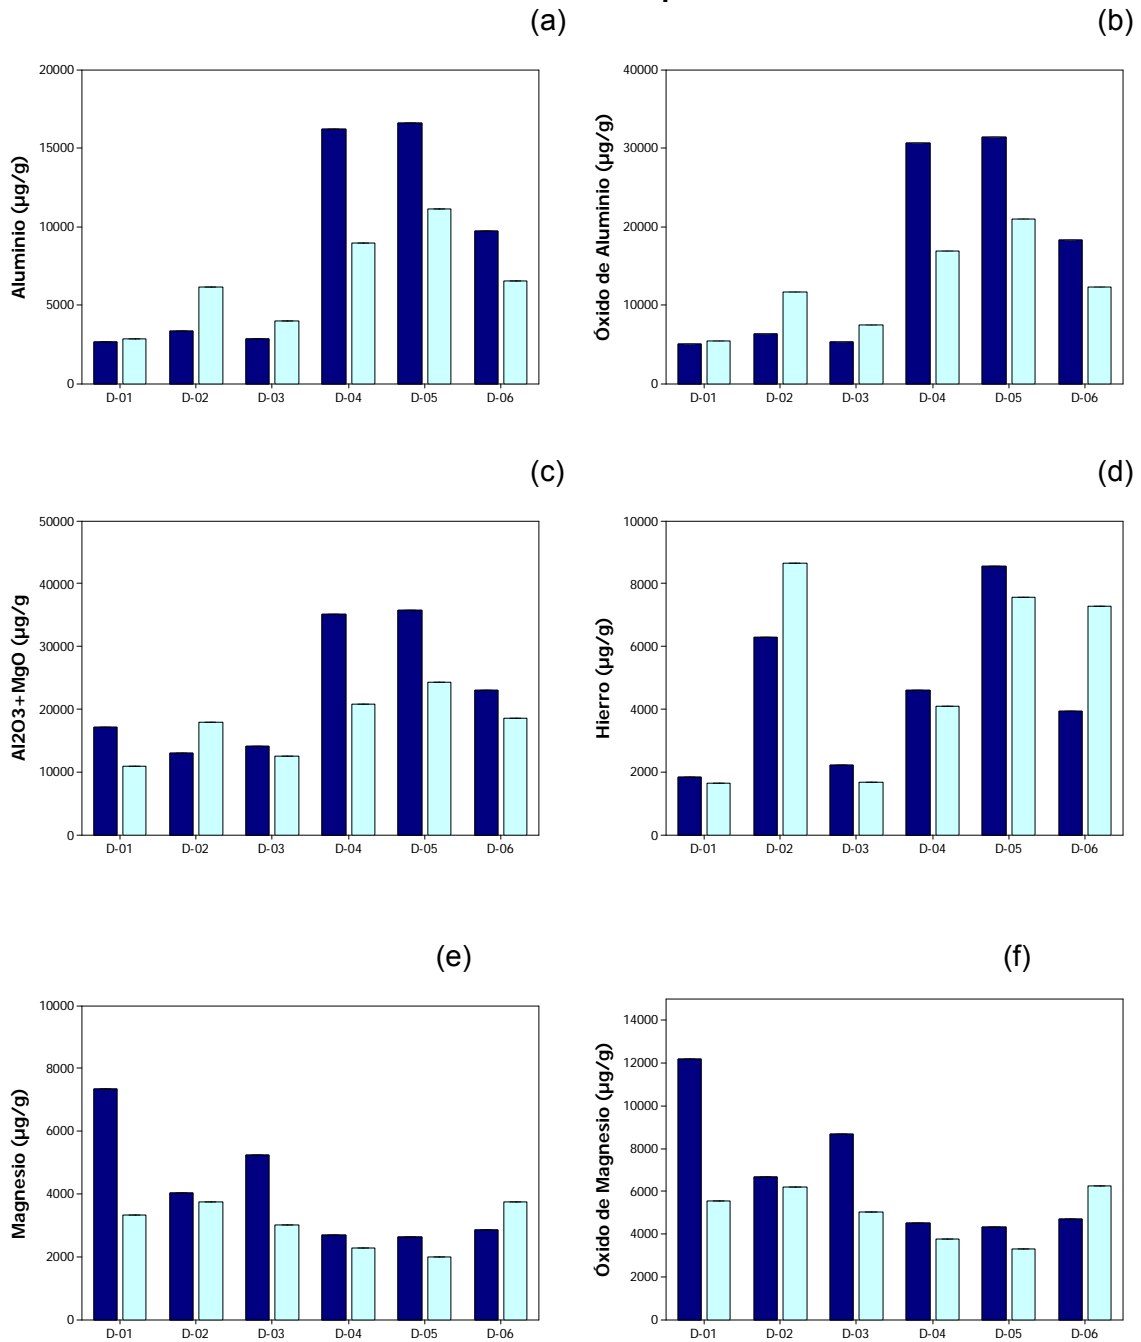 (a)
(b)
20000
15000
10000
5000
0
Aluminio (µg/g)
D-01 D-02 D-03 D-04 D-05 D-06
40000
30000
20000
10000
0
Óxido de Aluminio (µg/g)
D-01 D-02 D-03 D-04 D-05 D-06
(c)
(d)
50000
40000
30000
20000
10000
0
Al2O3+MgO (µg/g
D-01 D-02 D-03 D-04 D-05 D-06
10000
8000
6000
4000
2000
0
Hierro (µg/g)
D-01 D-02 D-03 D-04 D-05 D-06
(e)
(f)
10000
8000
6000
4000
2000
0
Magnesio (µg/g)
D-01 D-02 D-03 D-04 D-05 D-06
14000
12000
10000
8000
6000
4000
2000
0
Óxido de Magnesio (µg/g)
D-01 D-02 D-03 D-04 D-05 D-06